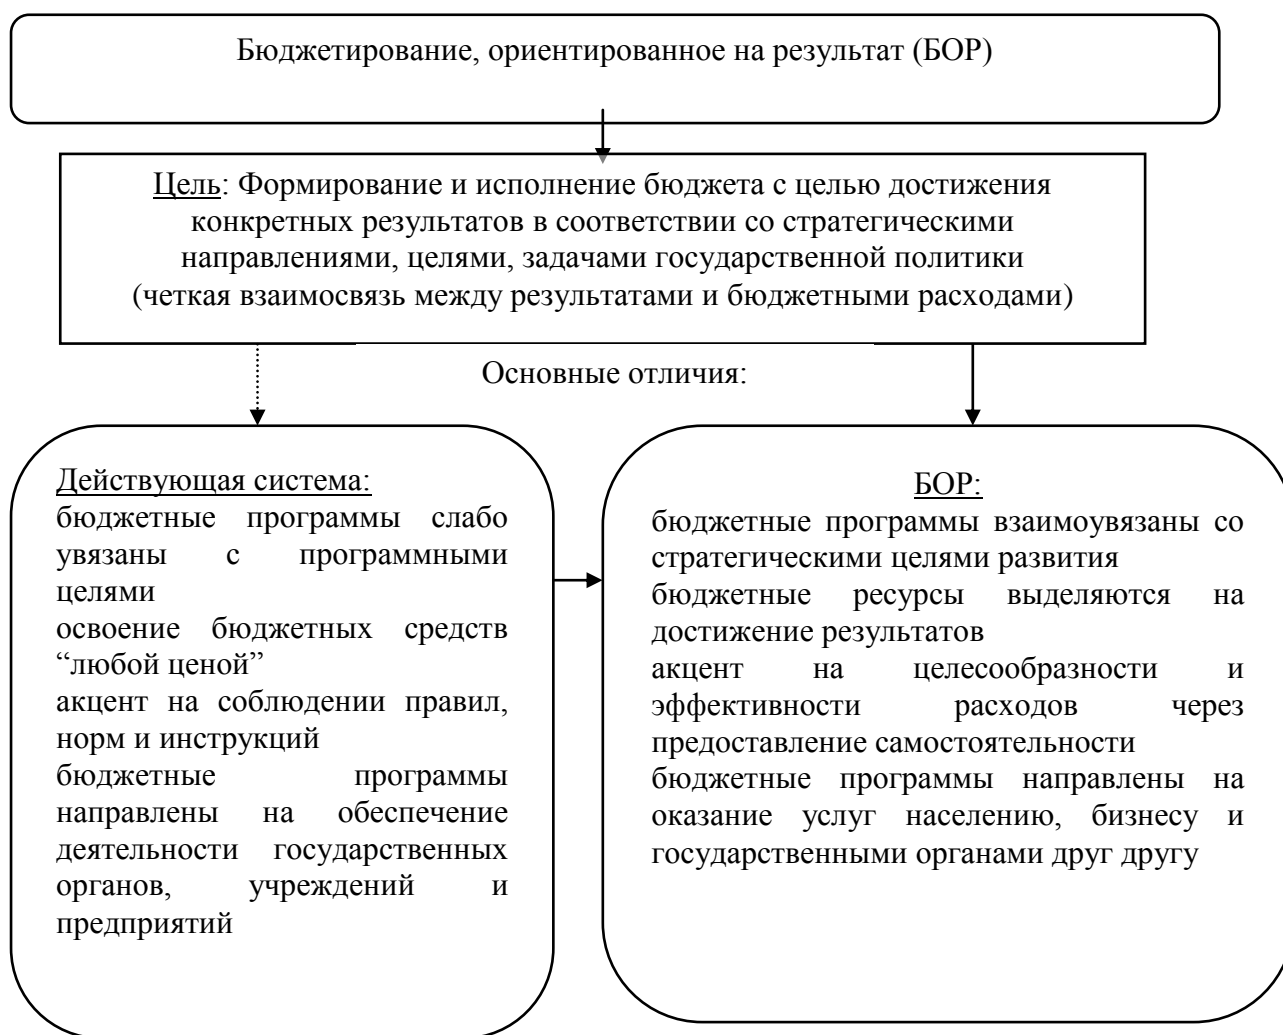 Бюджетирование, ориентированное на результат (БОР)
Цель: Формирование и исполнение бюджета с целью достижения
конкретных результатов в соответствии со стратегическими
направлениями, целями, задачами государственной политики
(четкая взаимосвязь между результатами и бюджетными расходами)
Основные отличия:
Действующая система:
бюджетные программы слабо
увязаны с программными
целями
освоение бюджетных средств
“любой ценой”
акцент на соблюдении правил,
норм и инструкций
бюджетные программы
направлены на обеспечение
деятельности государственных
органов, учреждений и
предприятий
БОР:
бюджетные программы взаимоувязаны со
стратегическими целями развития
бюджетные ресурсы выделяются на
достижение результатов
акцент на целесообразности и
эффективности расходов через
предоставление самостоятельности
бюджетные программы направлены на
оказание услуг населению, бизнесу и
государственными органами друг другу